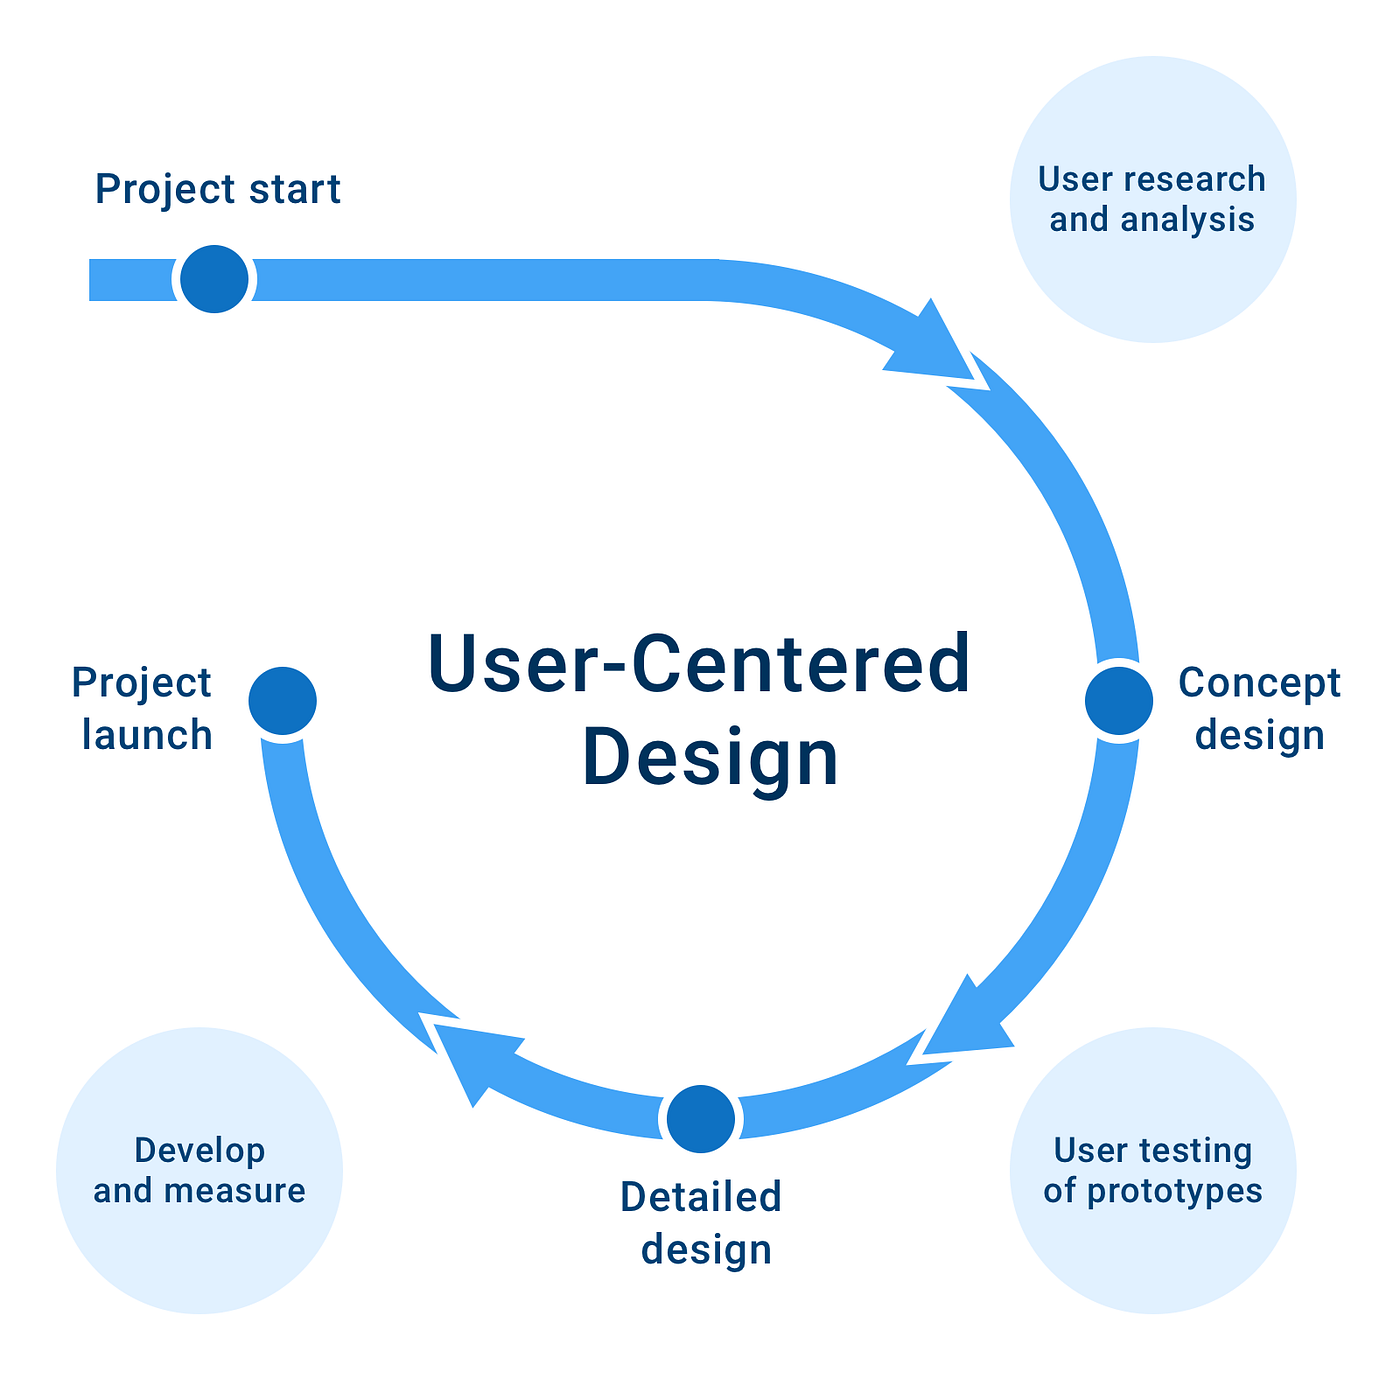 Project start
User research
and analysis
User-Centered
Design
Concept
design
User testing
of prototypes
Detailed
design
Develop
and measure
Project
launch